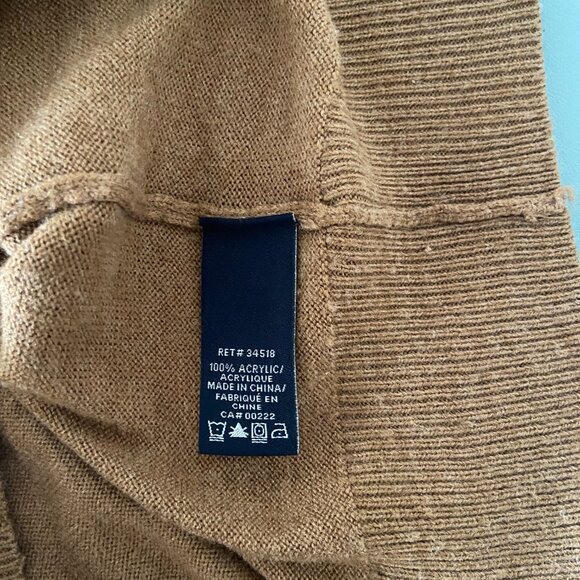 RET# 34518
100% ACRYLIC/
ACRYLIQUE
MADE IN CHINA/
FABRIQUÉ EN
CHINE
CA# 00222